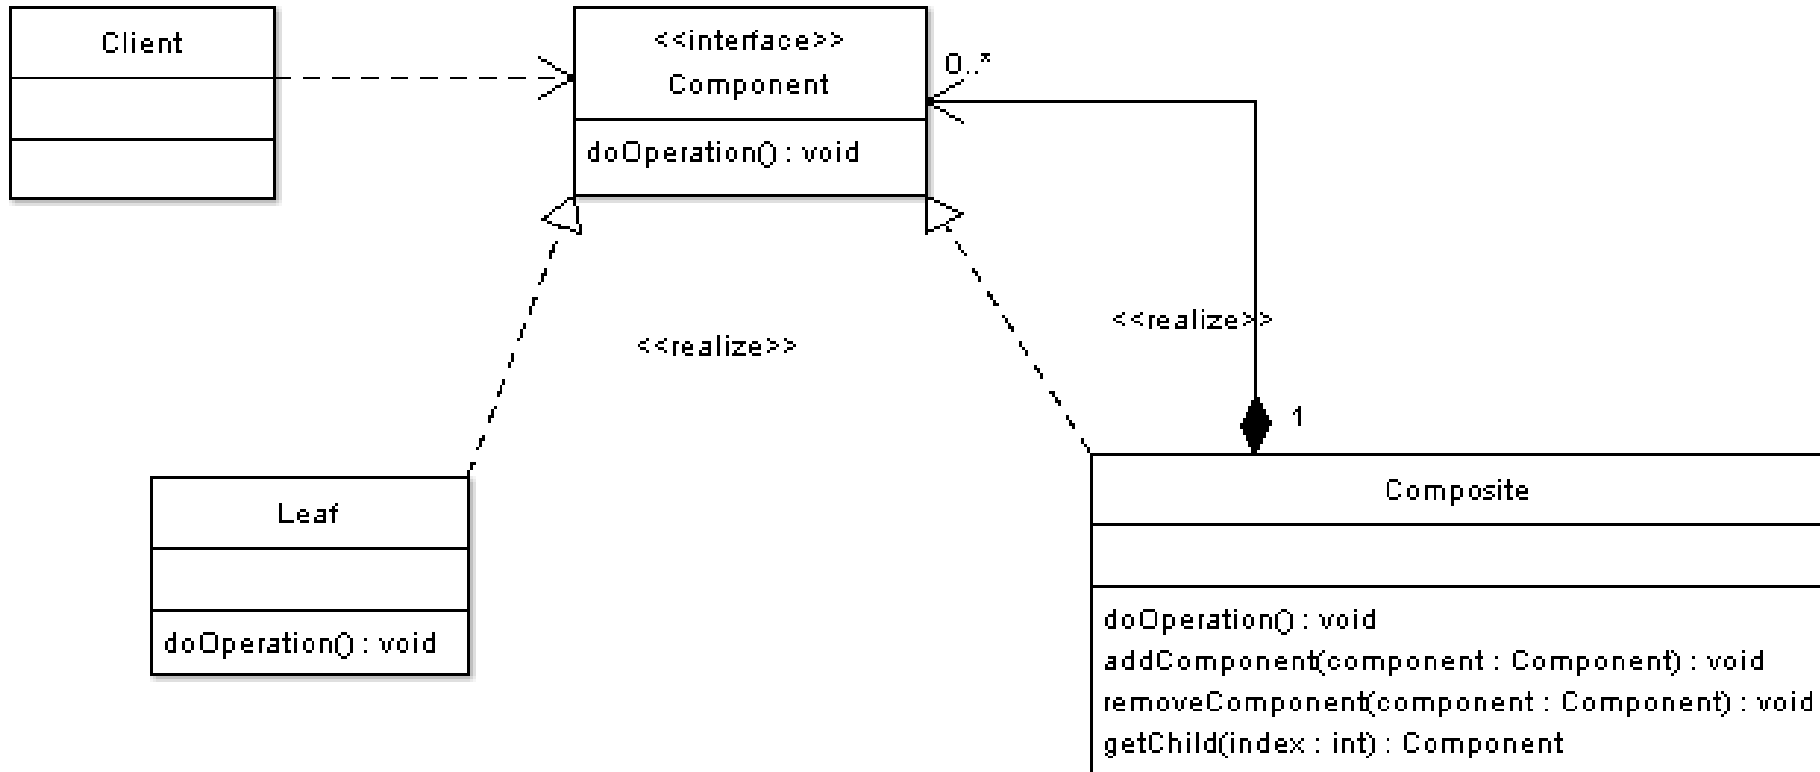 Client
<<interface>>
Component
doOperation() : void
0..*
<<realize>>
<<realize>>
1
Leaf
doOperation() : void
Composite
doOperation() : void
addComponent(component : Component) : void
removeComponent(component : Component) : void
getChild(index : int) : Component